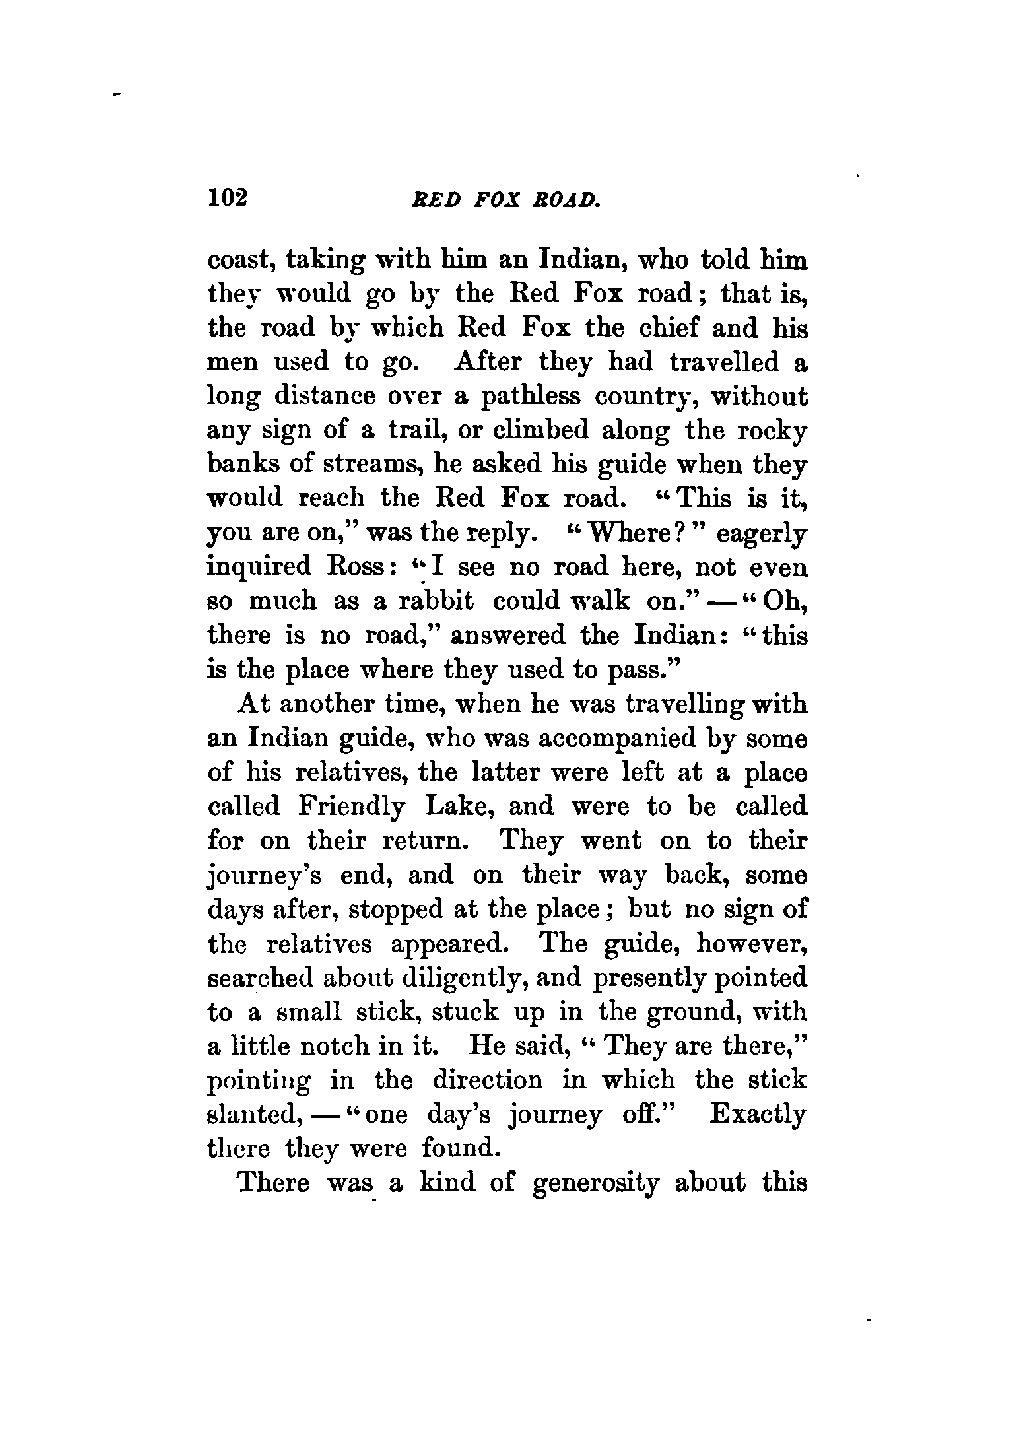 102 RED FOX ROAD.
coast, taking with him an Indian, who told him
they would go by the Red Fox road; that is,
the road by which Red Fox the chief and his
men used to go. After they had travelled a
long distance over a pathless country, without
any sign of a trail, or climbed along the rocky
banks of streams, he asked his guide when they
would reach the Red Fox road. “This is it,
you are on,” was the reply. “Where?” eagerly
inquired Ross: “I see no road here, not even
so much as a rabbit could walk on.” — “Oh,
there is no road,” answered the Indian: “this
is the place where they used to pass.”
At another time, when he was travelling with
an Indian guide, who was accompanied by some
of his relatives, the latter were left at a place
called Friendly Lake, and were to be called
for on their return. They went on to their
journey’s end, and on their way back, some
days after, stopped at the place; but no sign of
the relatives appeared. The guide, however,
searched about diligently, and presently pointed
to a small stick, stuck up in the ground, with
a little notch in it. He said, “They are there,”
pointing in the direction in which the stick
slanted, — “one day’s journey off.” Exactly
there they were found.
There was a kind of generosity about this